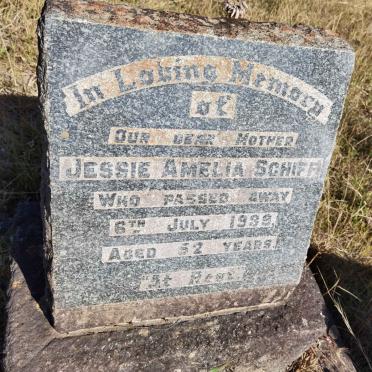 In Loving Memory
of
OUR DEAR MOTHER
JESSIE AMELIA SCHIFF
WHO PASSED AWAY
6TH JULY
AGED 52 YEARS
At Rest